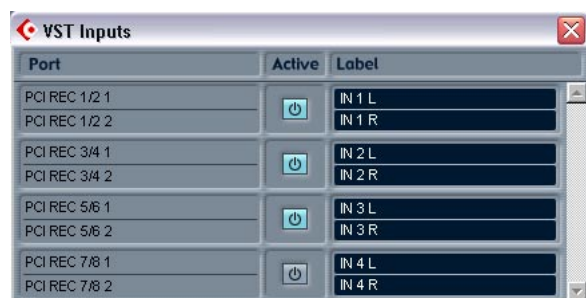 VST Inputs
Port Active Label
PCI REC 1/2 1 IN 1 L
PCI REC 1/2 2 IN 1 R
PCI REC 3/4 1 IN 2 L
PCI REC 3/4 2 IN 2 R
PCI REC 5/6 1 IN 3 L
PCI REC 5/6 2 IN 3 R
PCI REC 7/8 1 IN 4 L
PCI REC 7/8 2 IN 4 R